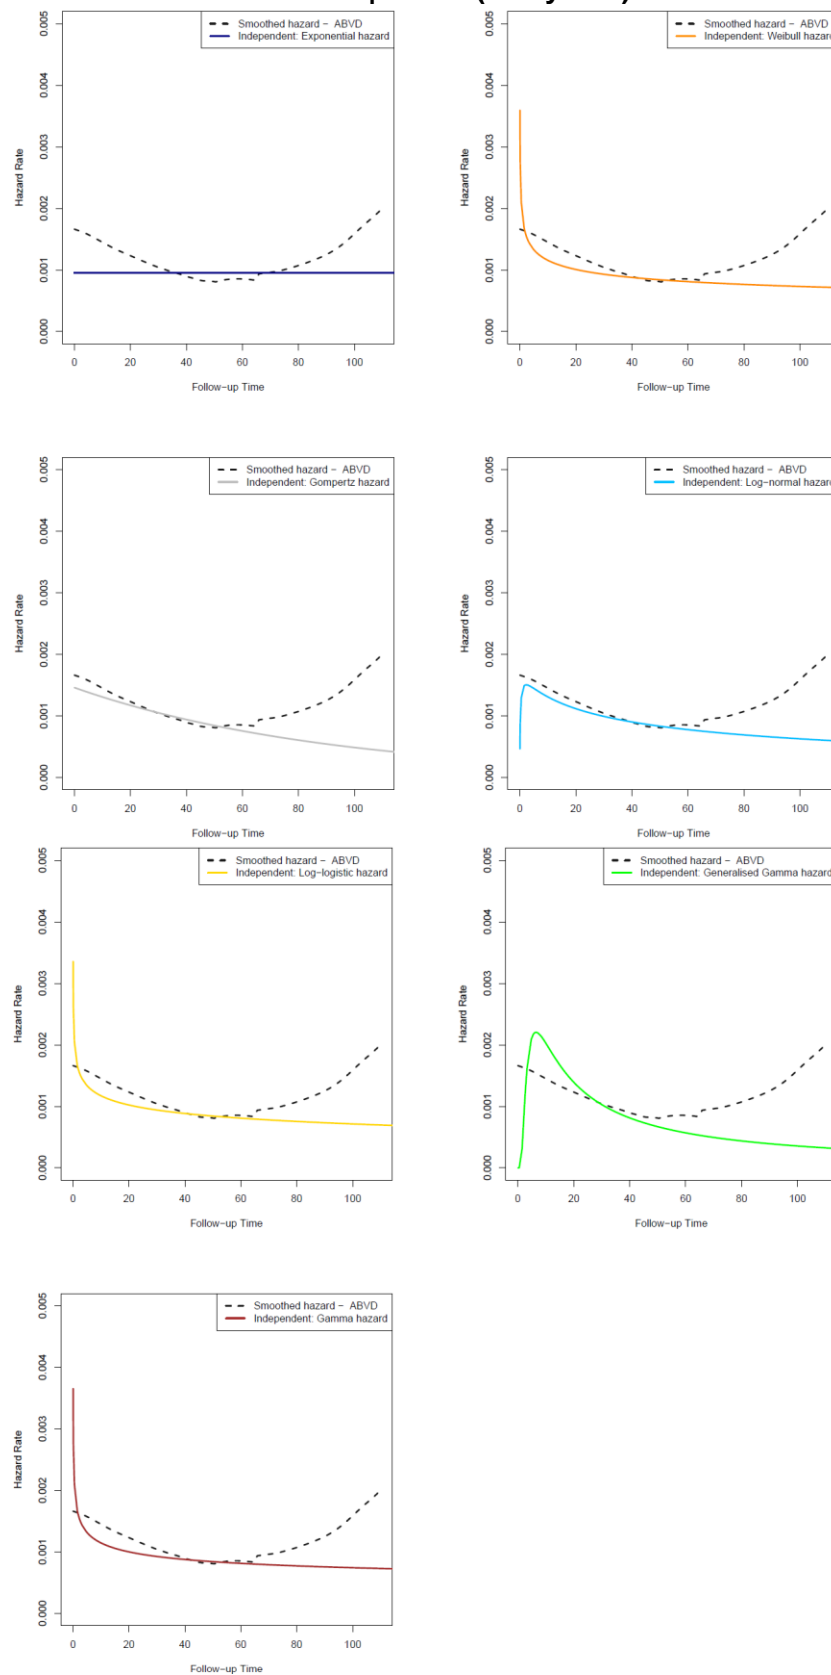 Smoothed hazard - ABVD
Independent: Exponential hazard
0.005
0.004
0.003
0.002
0.001
0.000
Hazard Rate
0 20 40 60 80 100
Follow-up Time
Smoothed hazard - ABVD
Independent: Weibull hazard
0.005
0.004
0.003
0.002
0.001
0.000
Hazard Rate
0 20 40 60 80 100
Follow-up Time
Smoothed hazard - ABVD
Independent: Gompertz hazard
0.005
0.004
0.003
0.002
0.001
0.000
Hazard Rate
0 20 40 60 80 100
Follow-up Time
Smoothed hazard - ABVD
Independent: Log-normal hazard
0.005
0.004
0.003
0.002
0.001
0.000
Hazard Rate
0 20 40 60 80 100
Follow-up Time
Smoothed hazard - ABVD
Independent: Log-logistic hazard
0.005
0.004
0.003
0.002
0.001
0.000
Hazard Rate
0 20 40 60 80 100
Follow-up Time
Smoothed hazard - ABVD
Independent: Generalised Gamma hazard
0.005
0.004
0.003
0.002
0.001
0.000
Hazard Rate
0 20 40 60 80 100
Follow-up Time
Smoothed hazard - ABVD
Independent: Gamma hazard
0.005
0.004
0.003
0.002
0.001
0.000
Hazard Rate
0 20 40 60 80 100
Follow-up Time